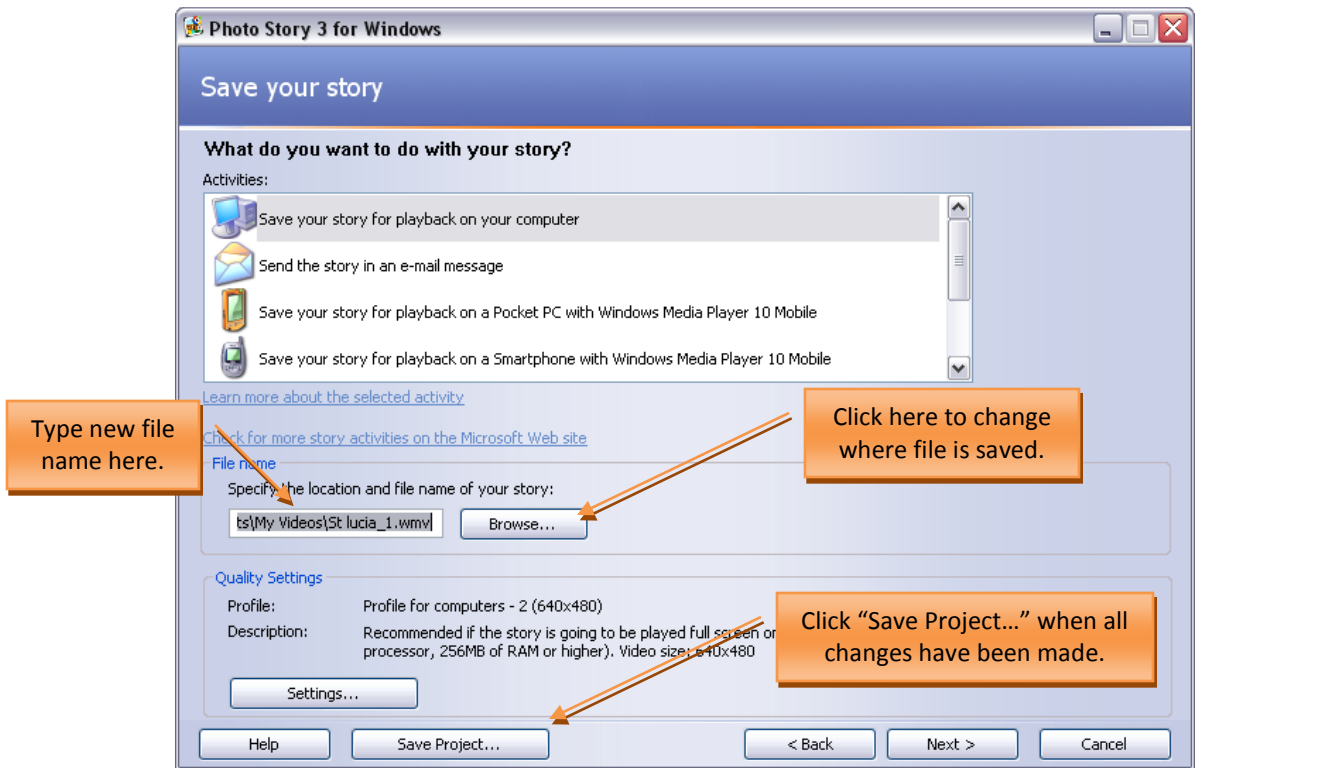 Photo Story 3 for Windows
Save your story
What do you want to do with your story?
Activities:
Save your story for playback on your computer
Send the story in an e-mail message
Save your story for playback on a Pocket PC with Windows Media Player 10 Mobile
Save your story for playback on a Smartphone with Windows Media Player 10 Mobile
Learn more about the selected activity
Check for more story activities on the Microsoft Web site
Type new file
name here.
Click here to change
where file is saved.
File name
Specify the location and file name of your story:
ts\My Videos\St lucia_1.wmv
Browse...
Quality Settings
Profile: Profile for computers - 2 (640x480)
Description: Recommended if the story is going to be played full screen or
processor, 256MB of RAM or higher). Video size: 640x480
Click “Save Project…” when all
changes have been made.
Settings...
Help Save Project... < Back Next > Cancel